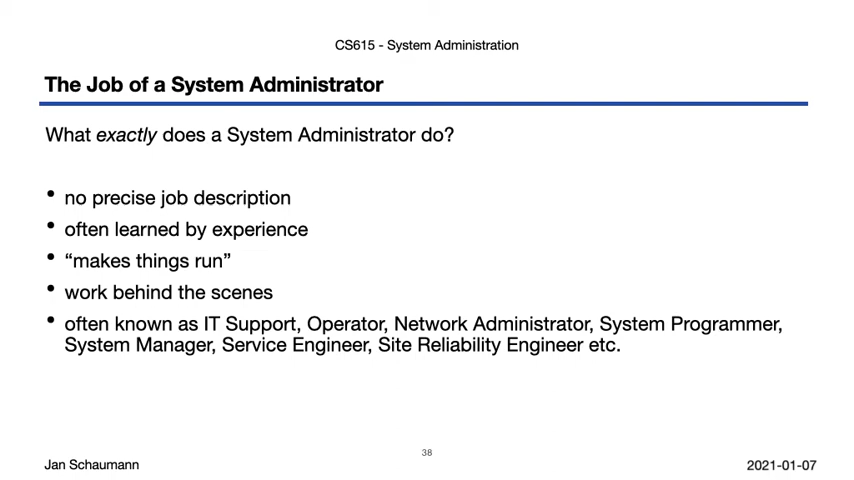 CS615 - System Administration
The Job of a System Administrator
What exactly does a System Administrator do?
• no precise job description
• often learned by experience
• “makes things run”
• work behind the scenes
• often known as IT Support, Operator, Network Administrator, System Programmer,
System Manager, Service Engineer, Site Reliability Engineer etc.
38
Jan Schaumann
2021-01-07